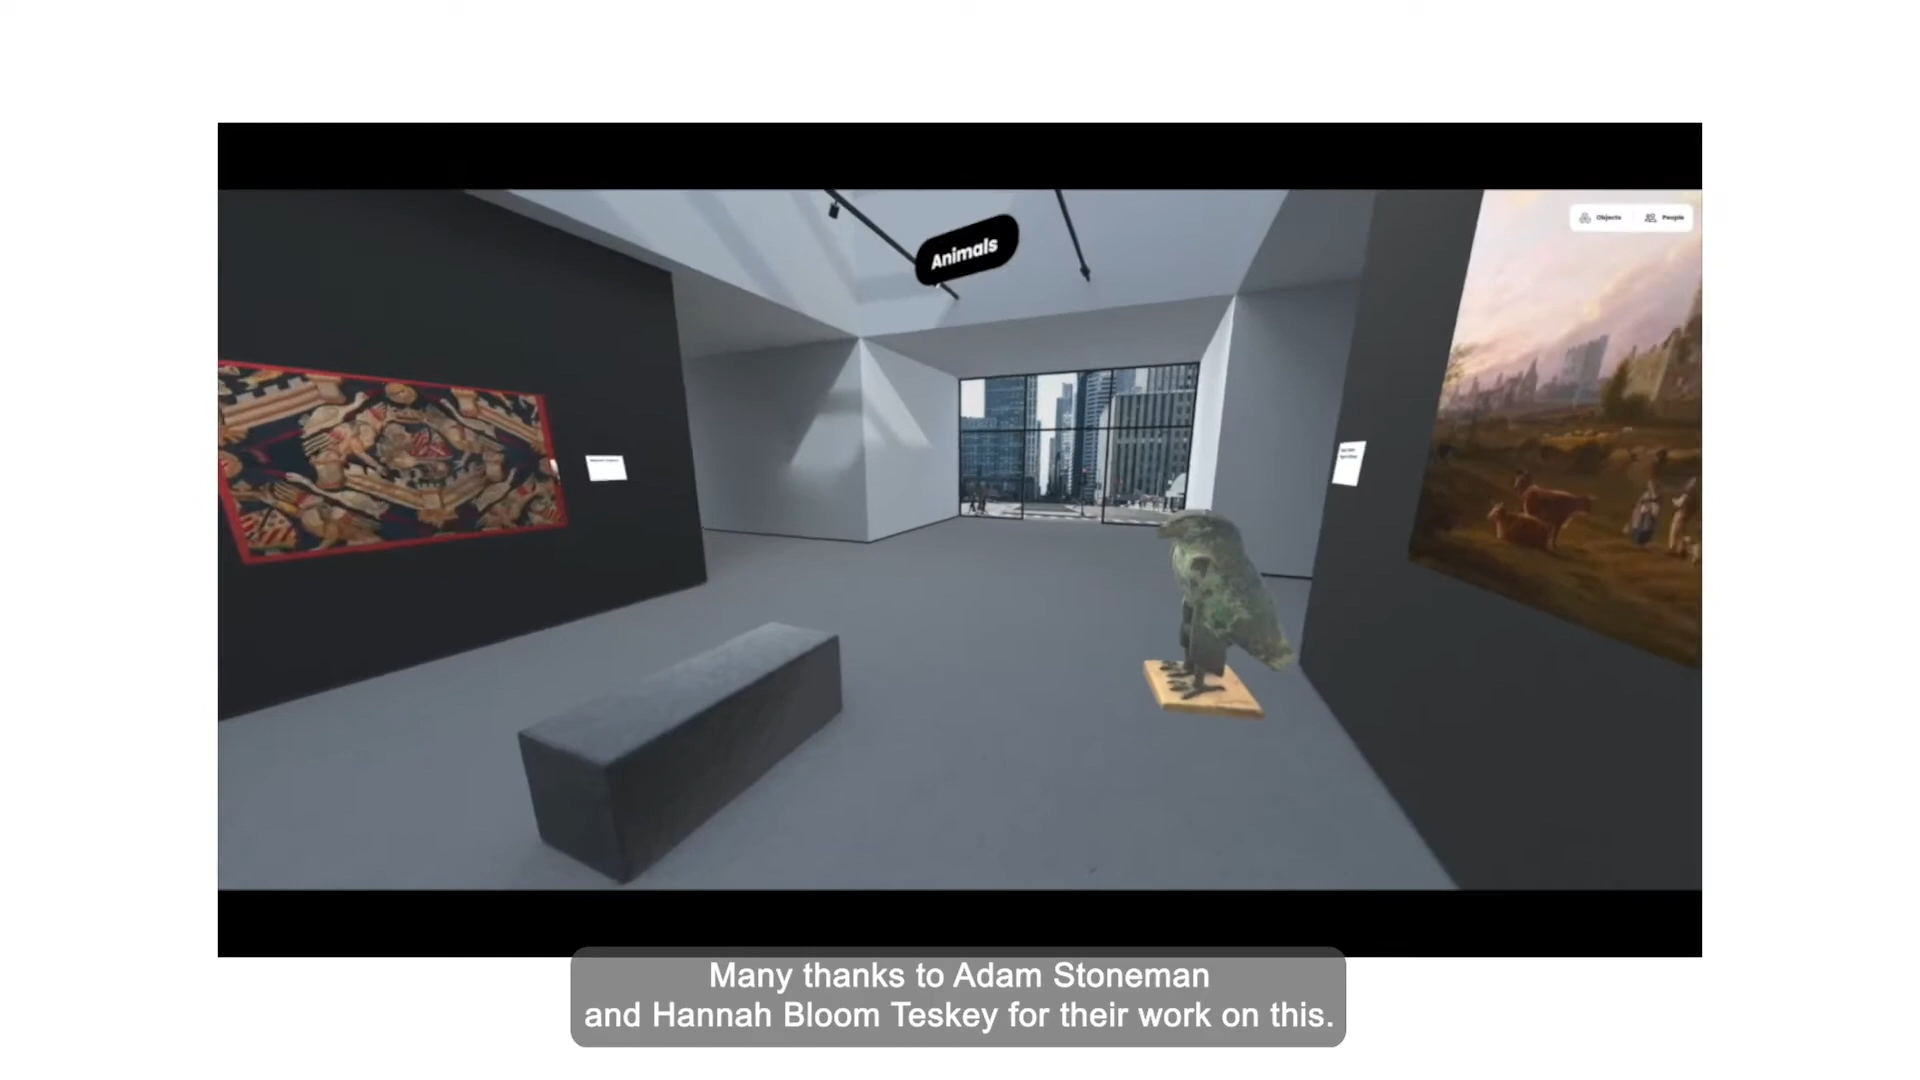 Animals
Objects
People
Many thanks to Adam Stoneman
and Hannah Bloom Teskey for their work on this.